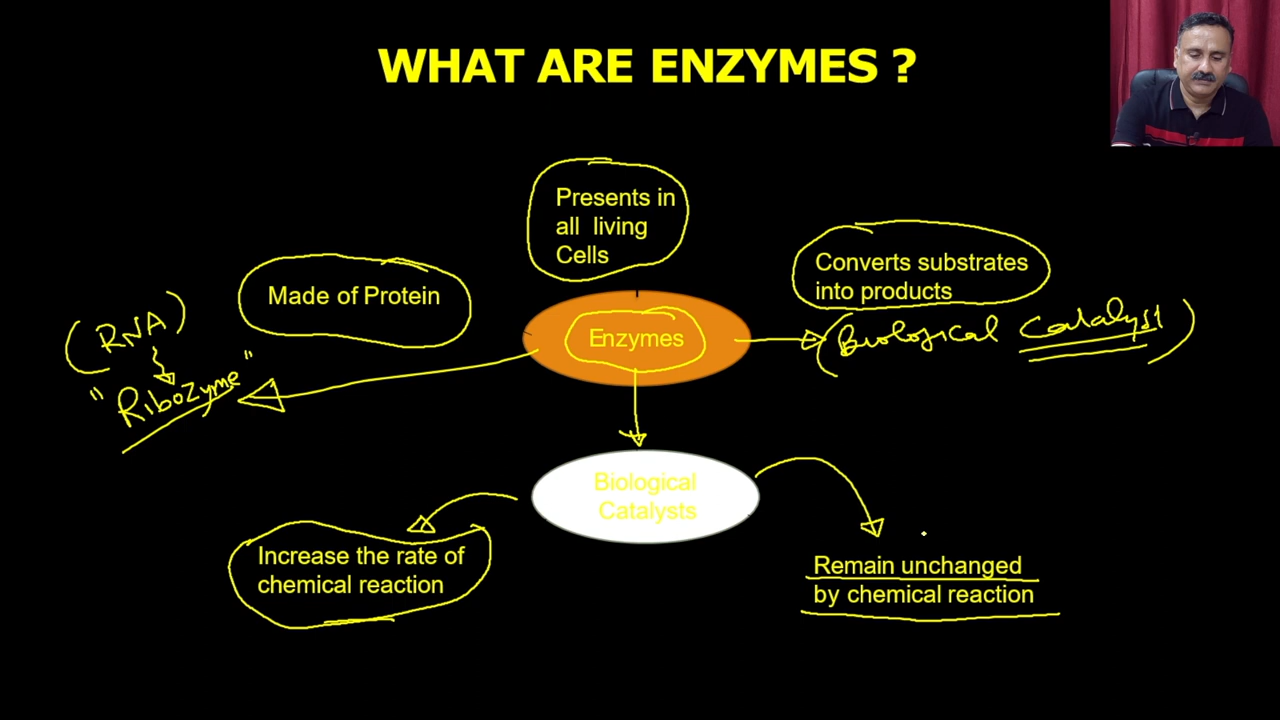 WHAT ARE ENZYMES ?
Presents in
all living
Cells
Converts substrates
into products
Made of Protein
(RNA)
"Ribozyme"
Enzymes
(Biological Catalyst)
Biological
Catalysts
Increase the rate of
chemical reaction
Remain unchanged
by chemical reaction